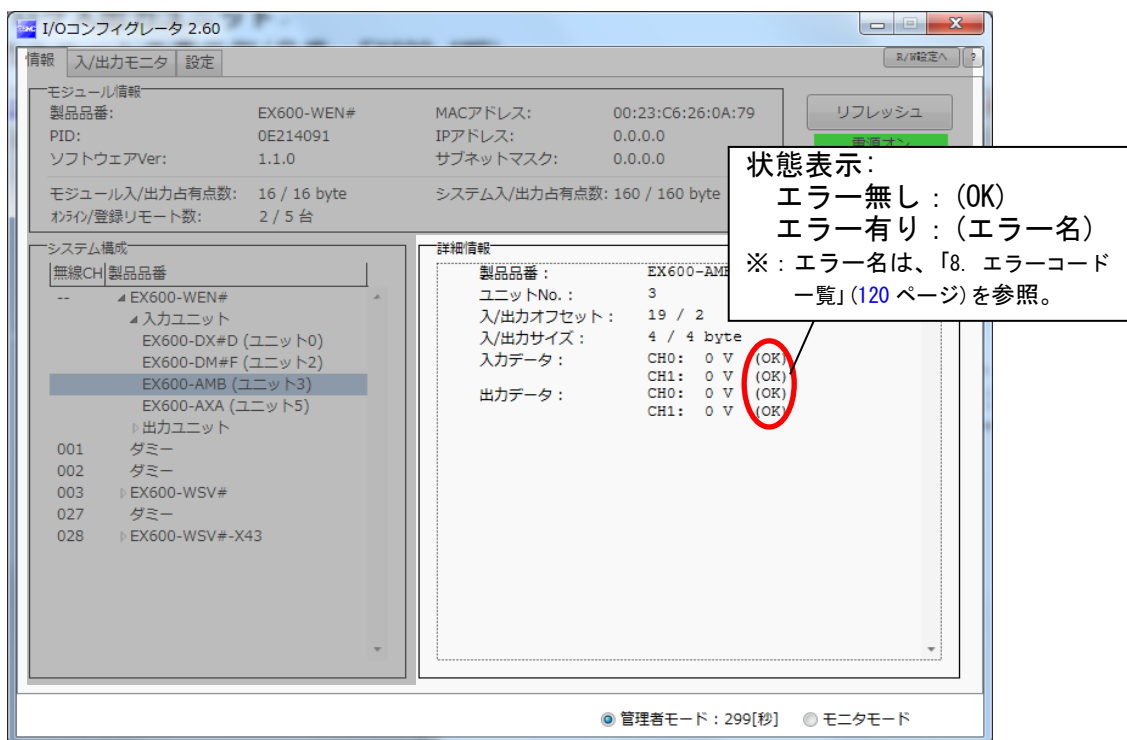 I/Oコンフィグレータ 2.60
情報 入/出力モニタ 設定 R/W設定へ ?
モジュール情報
製品品番: EX600-WEN# MACアドレス: 00:23:C6:26:0A:79 リフレッシュ
PID: 0E214091 IPアドレス: 0.0.0.0 電源オン
ソフトウェアVer: 1.1.0 サブネットマスク: 0.0.0.0
モジュール入/出力占有点数: 16 / 16 byte システム入/出力占有点数: 160 / 160 byte
オンライン/登録リモート数: 2 / 5 台
状態表示:
エラー無し:(OK)
エラー有り:(エラー名)
※:エラー名は、「8. エラーコード
一覧」(120 ページ)を参照。
システム構成
無線CH 製品品番
-- EX600-WEN#
入力ユニット
EX600-DX#D (ユニット0)
EX600-DM#F (ユニット2)
EX600-AMB (ユニット3)
EX600-AXA (ユニット5)
出力ユニット
001 ダミー
002 ダミー
003 EX600-WSV#
027 ダミー
028 EX600-WSV#-X43
詳細情報
製品品番: EX600-AMB
ユニットNo.: 3
入/出力オフセット: 19 / 2
入/出力サイズ: 4 / 4 byte
入力データ: CH0: 0 V (OK)
CH1: 0 V (OK)
出力データ: CH0: 0 V (OK)
CH1: 0 V (OK)
管理者モード:299[秒] モニタモード